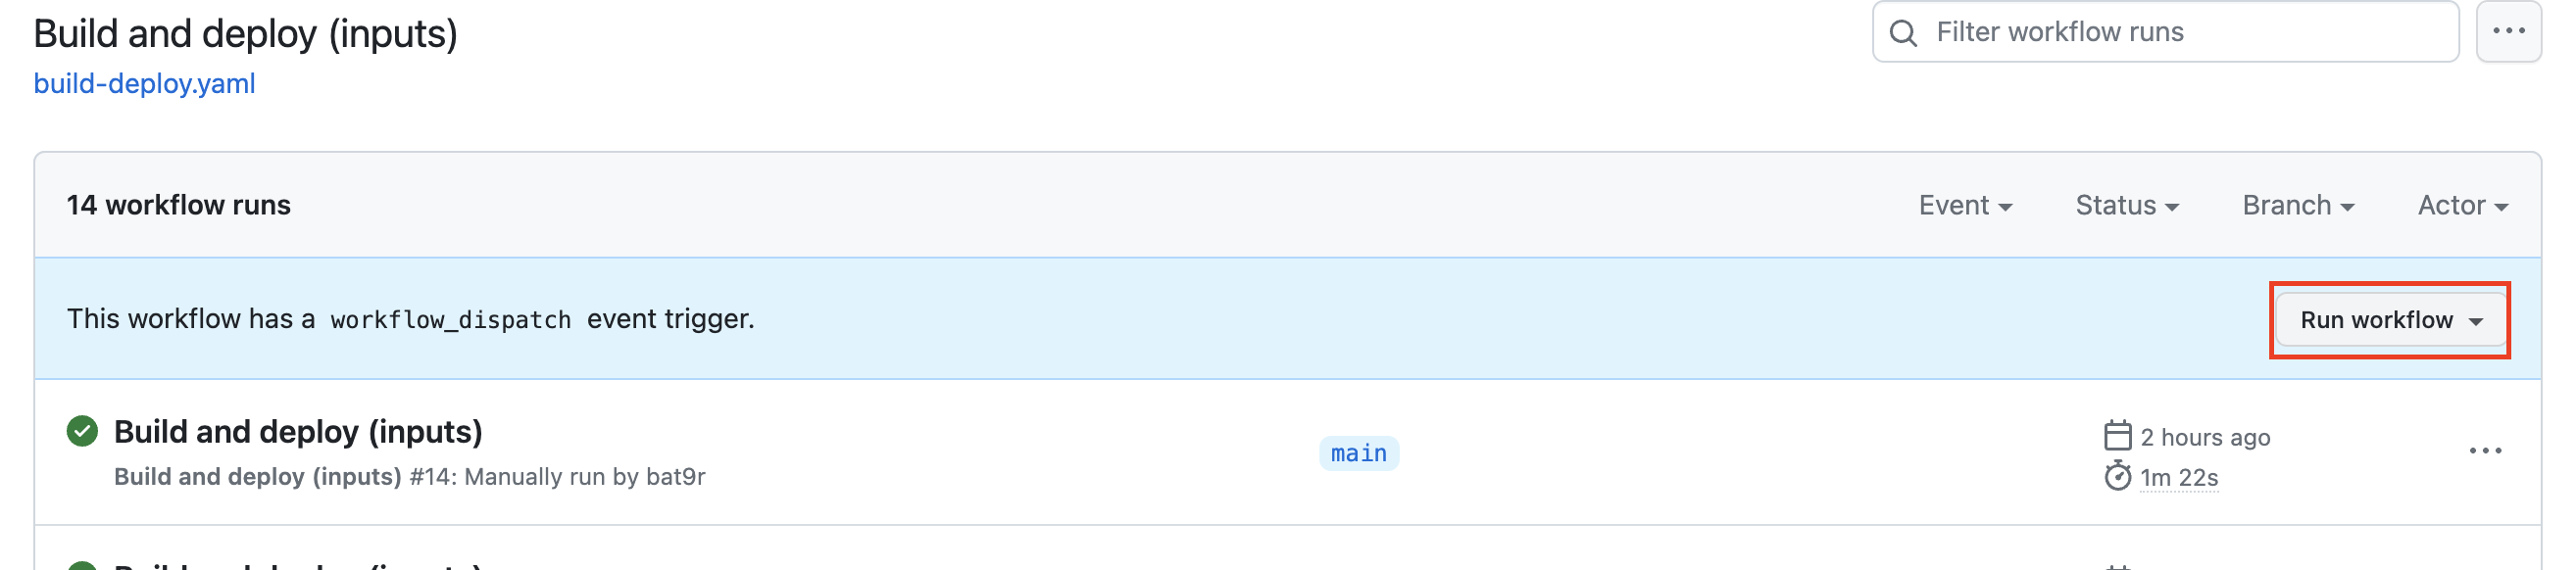 Build and deploy (inputs)
Filter workflow runs
build-deploy.yaml
14 workflow runs
Event
Status
Branch
Actor
This workflow has a workflow_dispatch event trigger.
Run workflow
Build and deploy (inputs)
main
2 hours ago
Build and deploy (inputs) #14: Manually run by bat9r
1m 22s